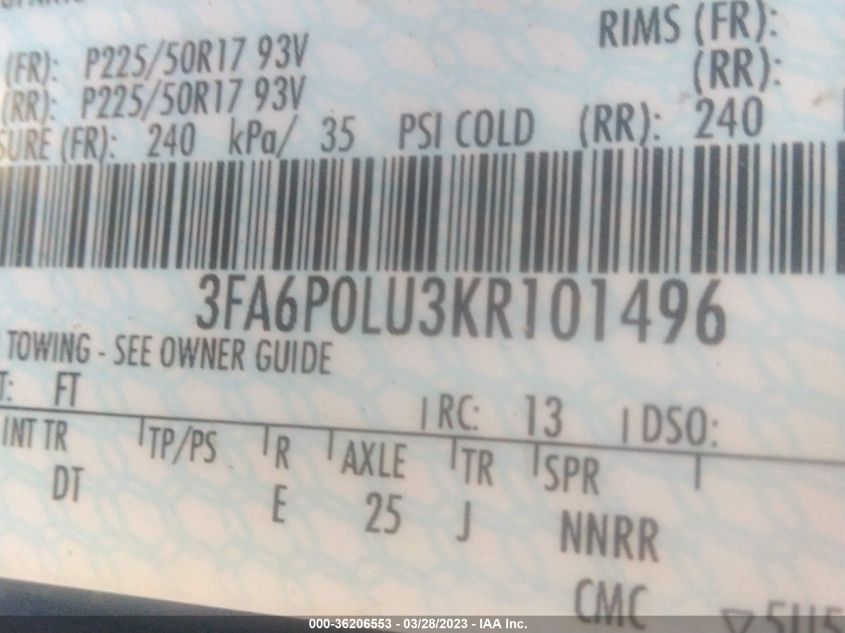 RIMS (FR):
(FR): P225/50R17 93V (RR):
(RR): P225/50R17 93V
SURE (FR): 240 kPa/ 35 PSI COLD (RR): 240
3FA6P0LU3KR101496
TOWING - SEE OWNER GUIDE
T: FT RC: 13 DSO:
INT TR TP/PS R AXLE TR SPR
DT E 25 J NNRR
CMC
000-36206553 - 03/28/2023 - IAA Inc.